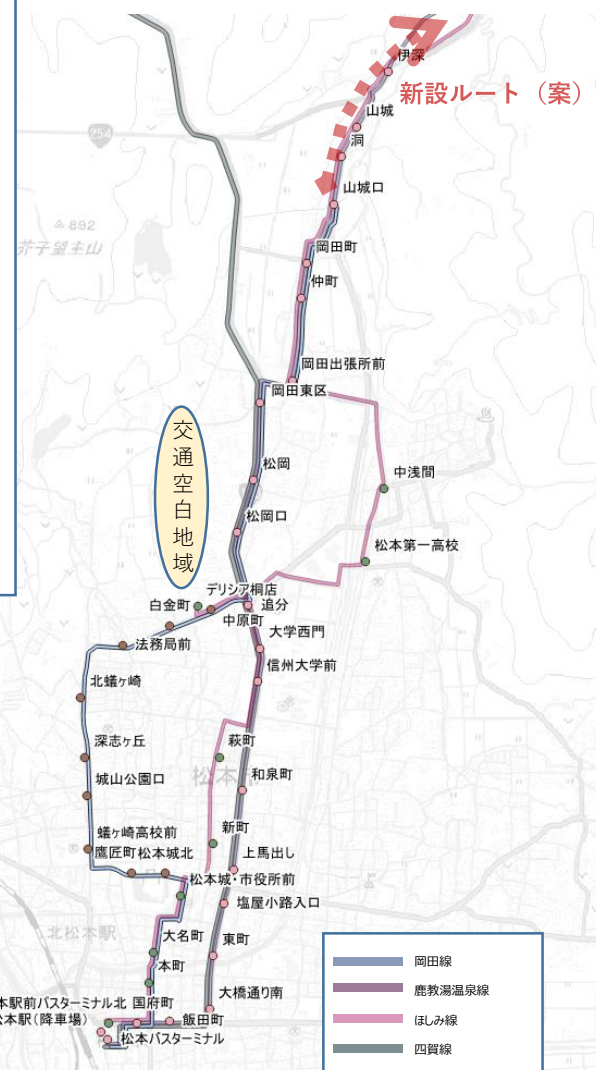 伊深
新設ルート（案）
山城
洞
254
山城口
892
芥子望主山
岡田町
仲町
岡田出張所前
岡田東区
交通空白地域
松岡
中浅間
松岡口
松本第一高校
デリシア桐店
白金町
追分
中原町
大学西門
法務局前
信州大学前
北蟻ヶ崎
深志ヶ丘
萩町
城山公園口
松本
和泉町
新町
蟻ヶ崎高校前
鷹匠町
松本城北
上馬出し
松本城・市役所前
塩屋小路入口
北松本駅
大名町
東町
本町
大橋通り南
本駅前バスターミナル北
国府町
本駅（降車場）
飯田町
松本バスターミナル
岡田線
鹿教湯温泉線
ほしみ線
四賀線